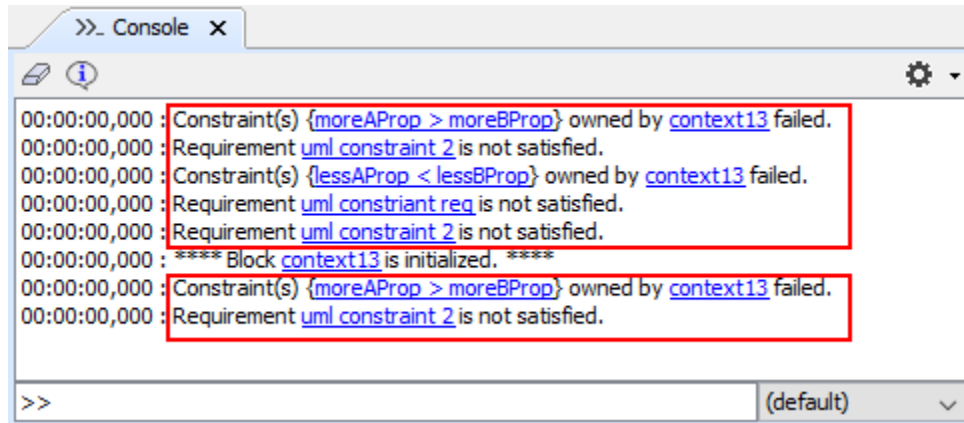 Console
00:00:00,000 : Constraint(s) {moreAProp > moreBProp} owned by context13 failed.
00:00:00,000 : Requirement uml constraint 2 is not satisfied.
00:00:00,000 : Constraint(s) {lessAProp < lessBProp} owned by context13 failed.
00:00:00,000 : Requirement uml constriant req is not satisfied.
00:00:00,000 : Requirement uml constraint 2 is not satisfied.
00:00:00,000 : **** Block context13 is initialized. ****
00:00:00,000 : Constraint(s) {moreAProp > moreBProp} owned by context13 failed.
00:00:00,000 : Requirement uml constraint 2 is not satisfied.
>> (default)